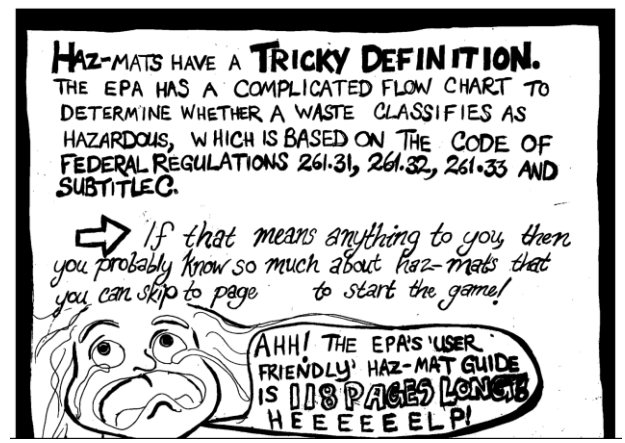 HAZ-MATS HAVE A TRICKY DEFINITION.
THE EPA HAS A COMPLICATED FLOW CHART TO
DETERMINE WHETHER A WASTE CLASSIFIES AS
HAZARDOUS, WHICH IS BASED ON THE CODE OF
FEDERAL REGULATIONS 261.31, 261.32, 261.33 AND
SUBTITLE C.
If that means anything to you, then
you probably know so much about haz-mats that
you can skip to page to start the game!
AHH! THE EPA'S 'USER
FRIENDLY' HAZ-MAT GUIDE
IS 118 PAGES LONG!!
HEEEEEELP!